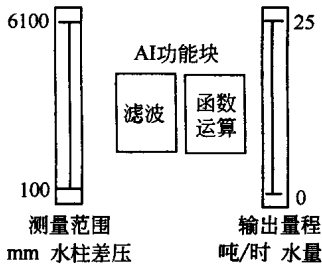 6100
100
测量范围
mm 水柱差压
AI功能块
滤波
函数
运算
25
0
输出量程
吨/时 水量